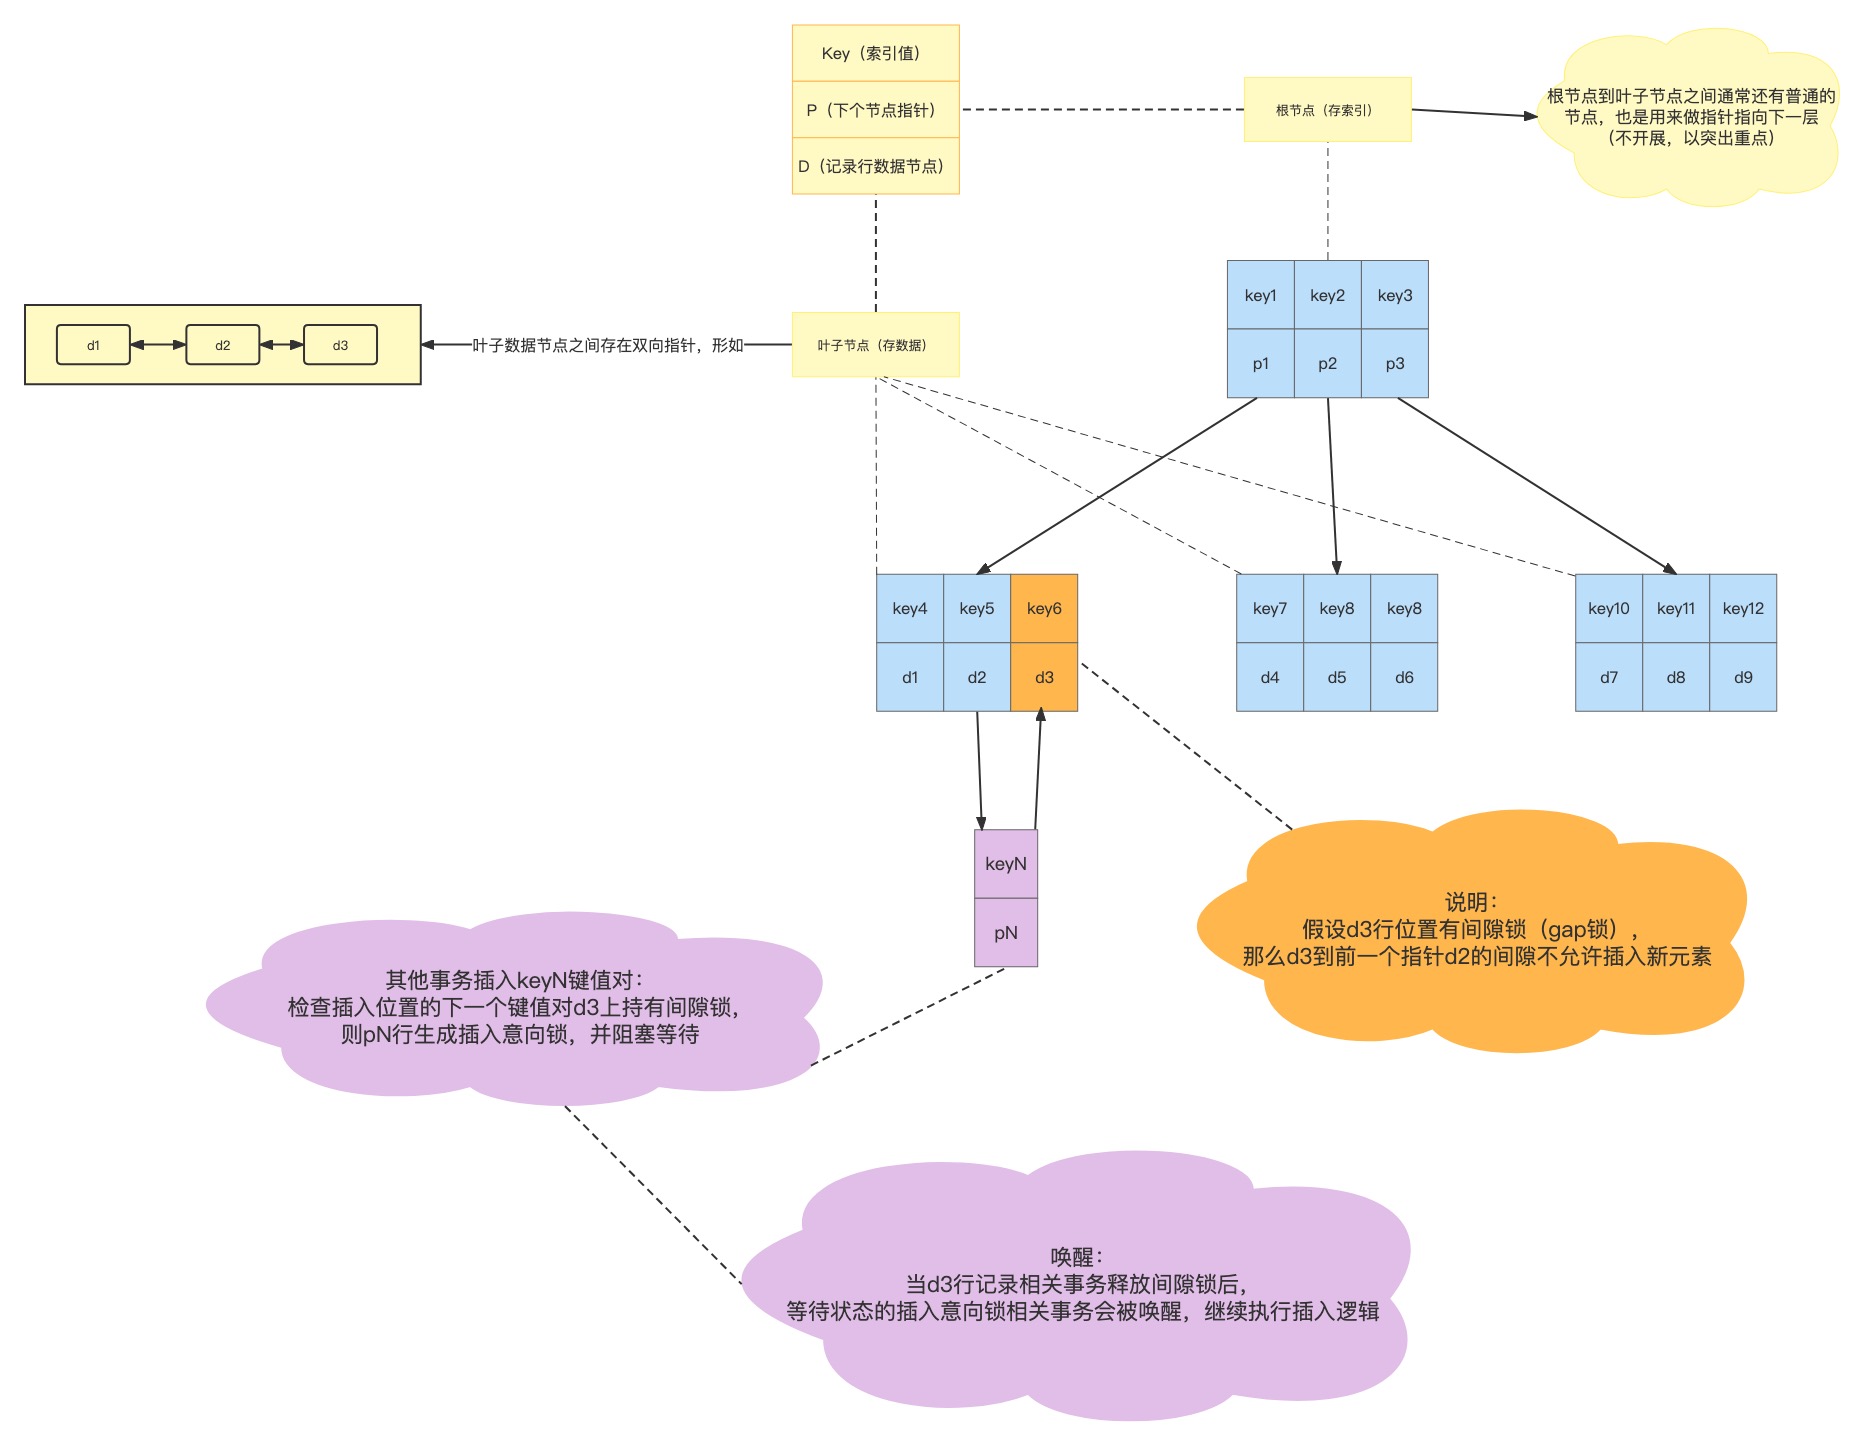 Key（索引值）
P（下个节点指针）
D（记录行数据节点）
根节点（存索引）
根节点到叶子节点之间通常还有普通的
节点，也是用来做指针指向下一层
（不开展，以突出重点）
key1 key2 key3
p1 p2 p3
d1 d2 d3
叶子数据节点之间存在双向指针，形如
叶子节点（存数据）
key4 key5 key6
d1 d2 d3
key7 key8 key8
d4 d5 d6
key10 key11 key12
d7 d8 d9
keyN
pN
说明：
假设d3行位置有间隙锁（gap锁），
那么d3到前一个指针d2的间隙不允许插入新元素
其他事务插入keyN键值对：
检查插入位置的下一个键值对d3上持有间隙锁，
则pN行生成插入意向锁，并阻塞等待
唤醒：
当d3行记录相关事务释放间隙锁后，
等待状态的插入意向锁相关事务会被唤醒，继续执行插入逻辑